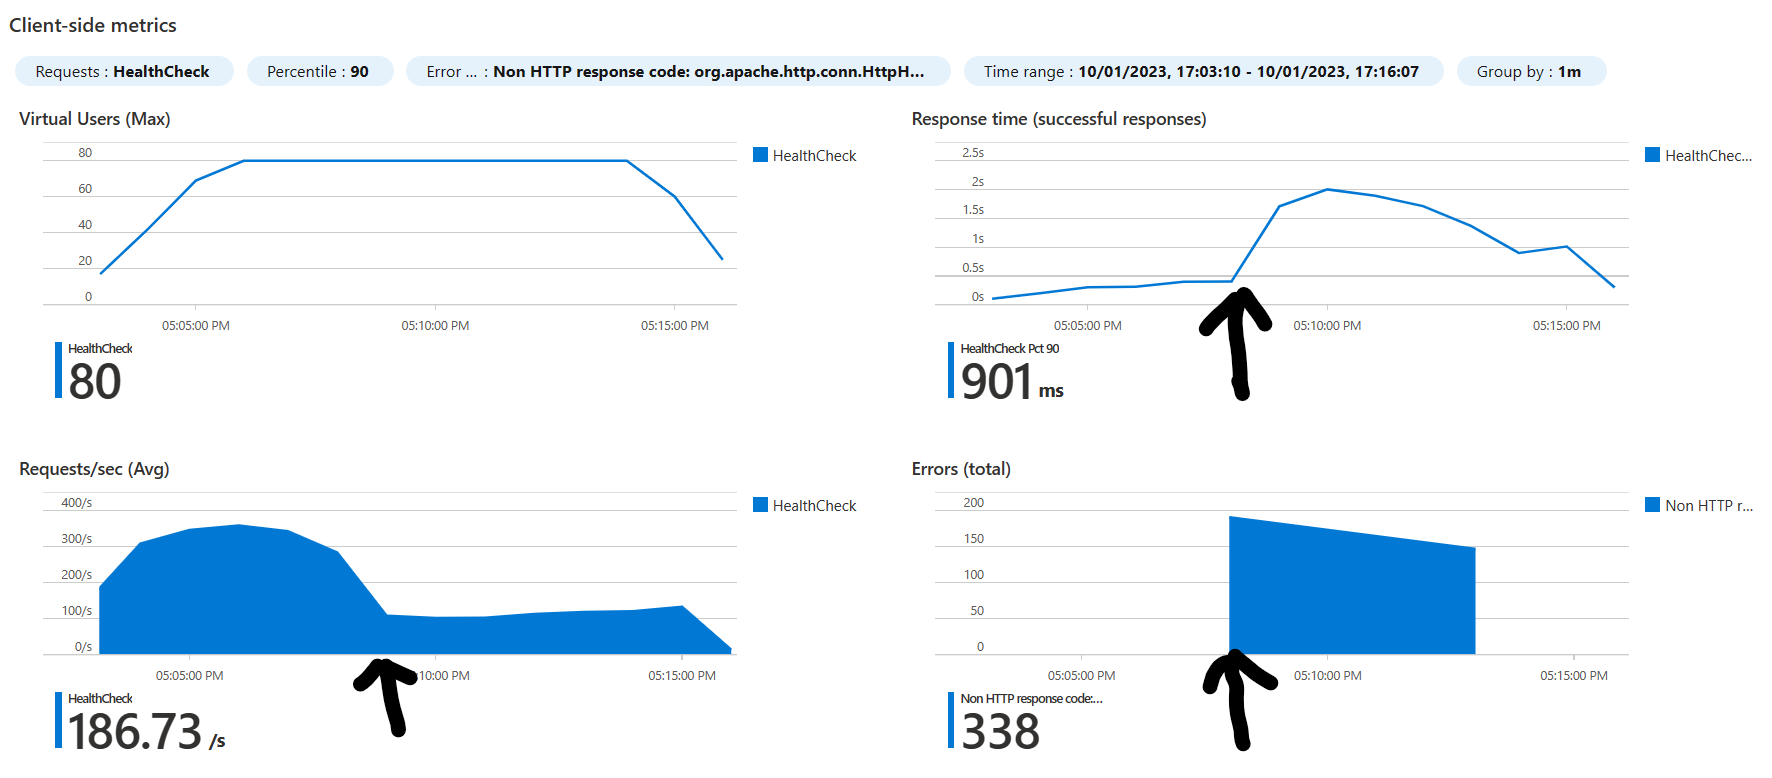 Client-side metrics
Requests : HealthCheck
Percentile : 90
Error ... : Non HTTP response code: org.apache.http.conn.HttpH...
Time range : 10/01/2023, 17:03:10 - 10/01/2023, 17:16:07
Group by : 1m
Virtual Users (Max)
80
60
40
20
0
05:05:00 PM
05:10:00 PM
05:15:00 PM
HealthCheck
HealthCheck
80
Response time (successful responses)
2.5s
2s
1.5s
1s
0.5s
0s
05:05:00 PM
05:10:00 PM
05:15:00 PM
HealthChec...
HealthCheck Pct 90
901 ms
Requests/sec (Avg)
400/s
300/s
200/s
100/s
0/s
05:05:00 PM
:10:00 PM
05:15:00 PM
HealthCheck
HealthCheck
186.73 /s
Errors (total)
200
150
100
50
0
05:05:00 PM
05:10:00 PM
05:15:00 PM
Non HTTP r...
Non HTTP response code:...
338